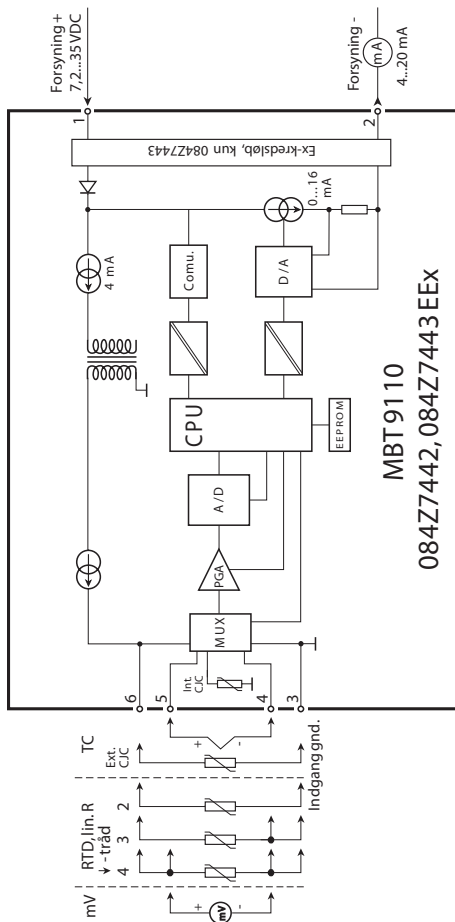 Forsyning +
7,2...35 VDC
Forsyning -
mA
4...20 mA
1
2
Ex-kredsløb, kun 084Z7443
4 mA
0...16
mA
Comu.
D/A
CPU
EEPROM
A/D
PGA
MUX
Int.
CJC
MBT 9110
084Z7442, 084Z7443 EEx
6
5
4
3
TC
Ext.
CJC
+
-
Indgang gnd.
RTD, lin. R
-tråd
2
3
4
mV
+
-
mV